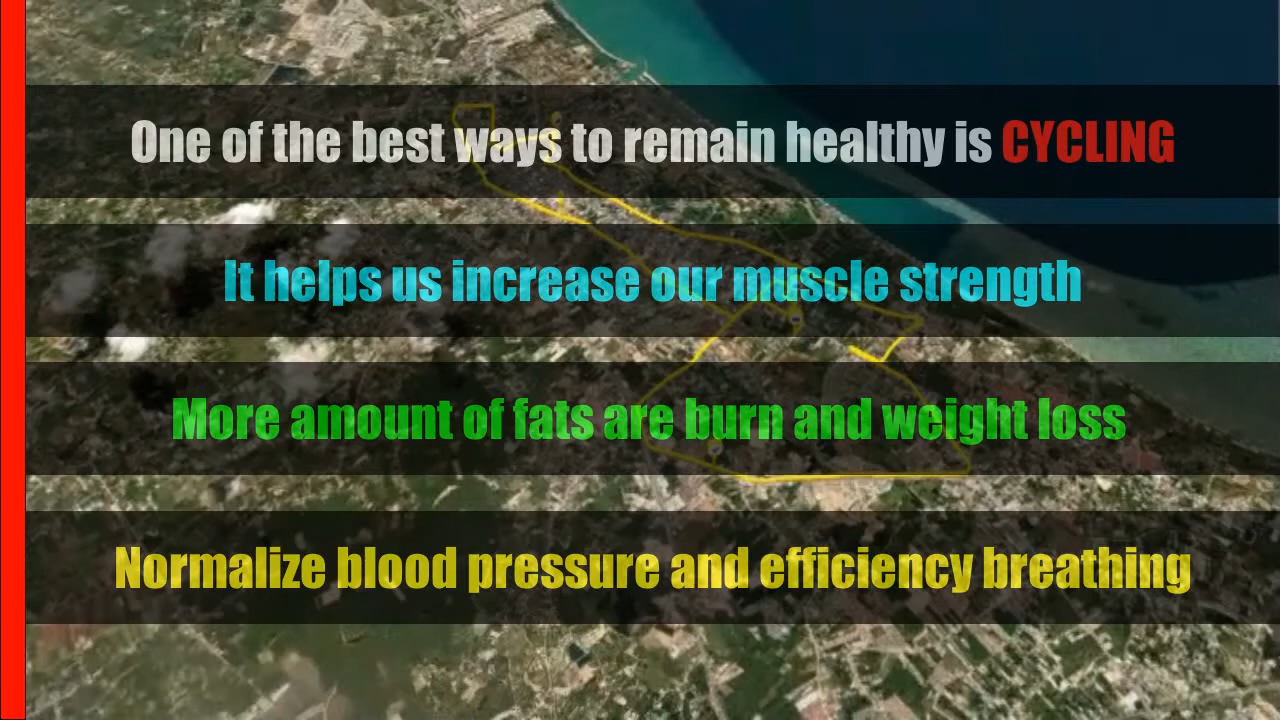 One of the best ways to remain healthy is CYCLING
It helps us increase our muscle strength
More amount of fats are burn and weight loss
Normalize blood pressure and efficiency breathing